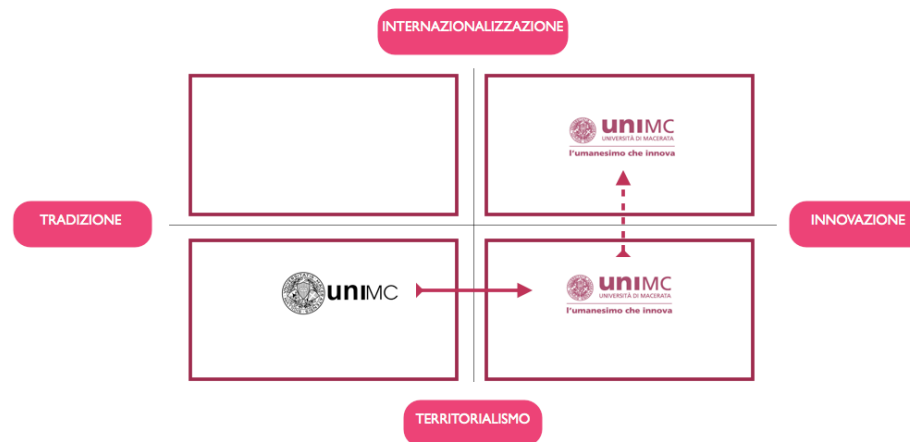 INTERNAZIONALIZZAZIONE
unIMC
UNIVERSITÀ DI MACERATA
l'umanesimo che innova
TRADIZIONE
INNOVAZIONE
unIMC
unIMC
UNIVERSITÀ DI MACERATA
l'umanesimo che innova
TERRITORIALISMO